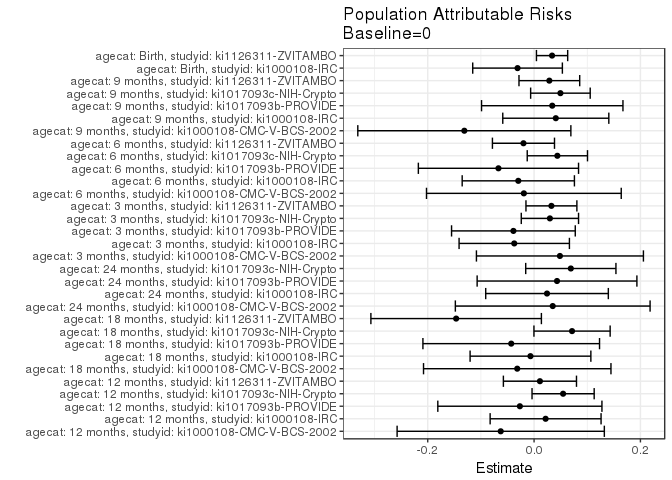 Population Attributable Risks
Baseline=0
agecat: Birth, studyid: ki1126311-ZVITAMBO
agecat: Birth, studyid: ki1000108-IRC
agecat: 9 months, studyid: ki1126311-ZVITAMBO
agecat: 9 months, studyid: ki1017093c-NIH-Crypto
agecat: 9 months, studyid: ki1017093b-PROVIDE
agecat: 9 months, studyid: ki1000108-IRC
agecat: 9 months, studyid: ki1000108-CMC-V-BCS-2002
agecat: 6 months, studyid: ki1126311-ZVITAMBO
agecat: 6 months, studyid: ki1017093c-NIH-Crypto
agecat: 6 months, studyid: ki1017093b-PROVIDE
agecat: 6 months, studyid: ki1000108-IRC
agecat: 6 months, studyid: ki1000108-CMC-V-BCS-2002
agecat: 3 months, studyid: ki1126311-ZVITAMBO
agecat: 3 months, studyid: ki1017093c-NIH-Crypto
agecat: 3 months, studyid: ki1017093b-PROVIDE
agecat: 3 months, studyid: ki1000108-IRC
agecat: 3 months, studyid: ki1000108-CMC-V-BCS-2002
agecat: 24 months, studyid: ki1017093c-NIH-Crypto
agecat: 24 months, studyid: ki1017093b-PROVIDE
agecat: 24 months, studyid: ki1000108-IRC
agecat: 24 months, studyid: ki1000108-CMC-V-BCS-2002
agecat: 18 months, studyid: ki1126311-ZVITAMBO
agecat: 18 months, studyid: ki1017093c-NIH-Crypto
agecat: 18 months, studyid: ki1017093b-PROVIDE
agecat: 18 months, studyid: ki1000108-IRC
agecat: 18 months, studyid: ki1000108-CMC-V-BCS-2002
agecat: 12 months, studyid: ki1126311-ZVITAMBO
agecat: 12 months, studyid: ki1017093c-NIH-Crypto
agecat: 12 months, studyid: ki1017093b-PROVIDE
agecat: 12 months, studyid: ki1000108-IRC
agecat: 12 months, studyid: ki1000108-CMC-V-BCS-2002
-0.2 0.0 0.2
Estimate